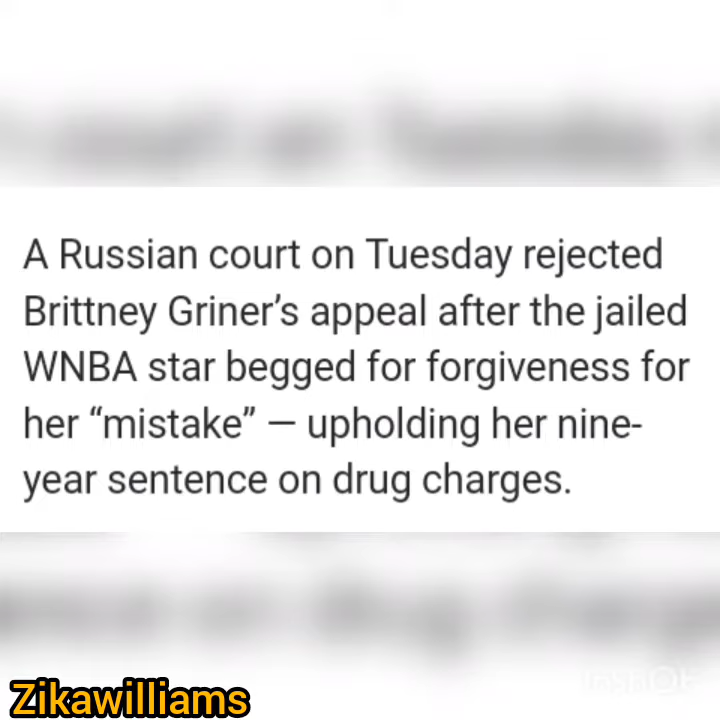 A Russian court on Tuesday rejected
Brittney Griner’s appeal after the jailed
WNBA star begged for forgiveness for
her “mistake” — upholding her nine-
year sentence on drug charges.
Zikawilliams